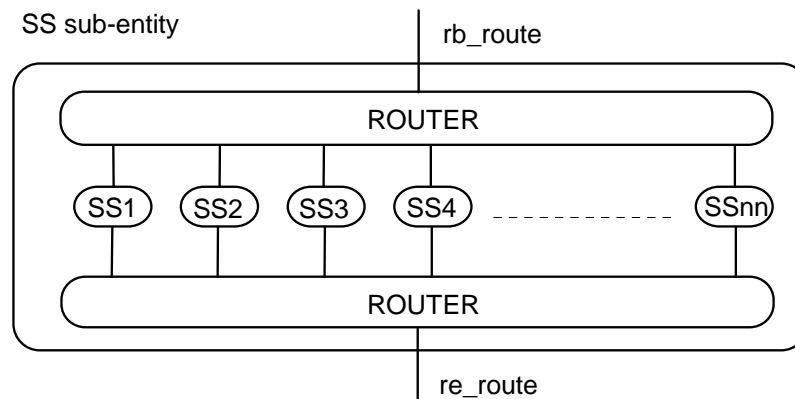 SS sub-entity
rb_route
ROUTER
SS1 SS2 SS3 SS4 SSnn
ROUTER
re_route